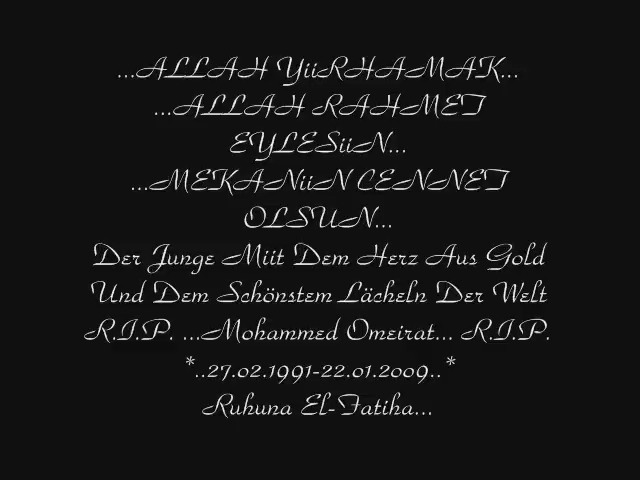 ...ALLAH YiiRHAMAK...
...ALLAH RAHMET
EYLESiiN...
...MEKANiiN CENNET
OLSUN...
Der Junge Miit Dem Herz Aus Gold
Und Dem Schönstem Lächeln Der Welt
R.I.P. ...Mohammed Omeirat... R.I.P.
*..27.02.1991-22.01.2009..*
Ruhuna El-Fatiha...